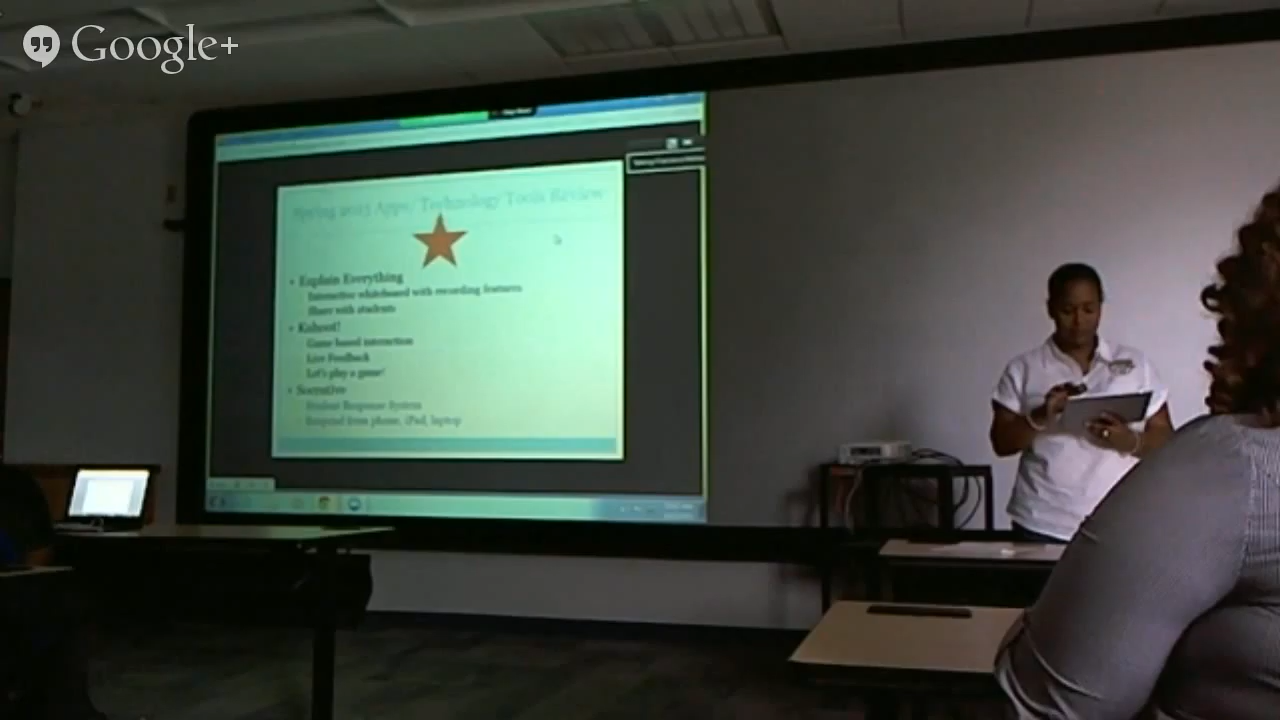 Google+
Spring 2015 Apps/ Technology Tools Review
• Explain Everything
Interactive whiteboard with recording features
Share with students
• Kahoot!
Game based interaction
Live Feedback
Let's play a game!
• Socrative
Student Response System
Respond from phone, iPad, laptop